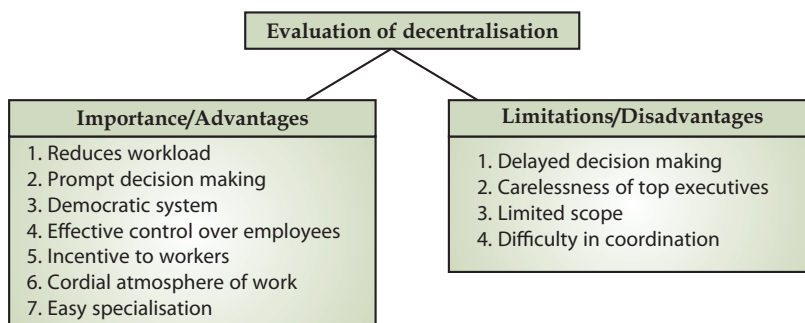 Evaluation of decentralisation
Importance/Advantages
1. Reduces workload
2. Prompt decision making
3. Democratic system
4. Effective control over employees
5. Incentive to workers
6. Cordial atmosphere of work
7. Easy specialisation
Limitations/Disadvantages
1. Delayed decision making
2. Carelessness of top executives
3. Limited scope
4. Difficulty in coordination